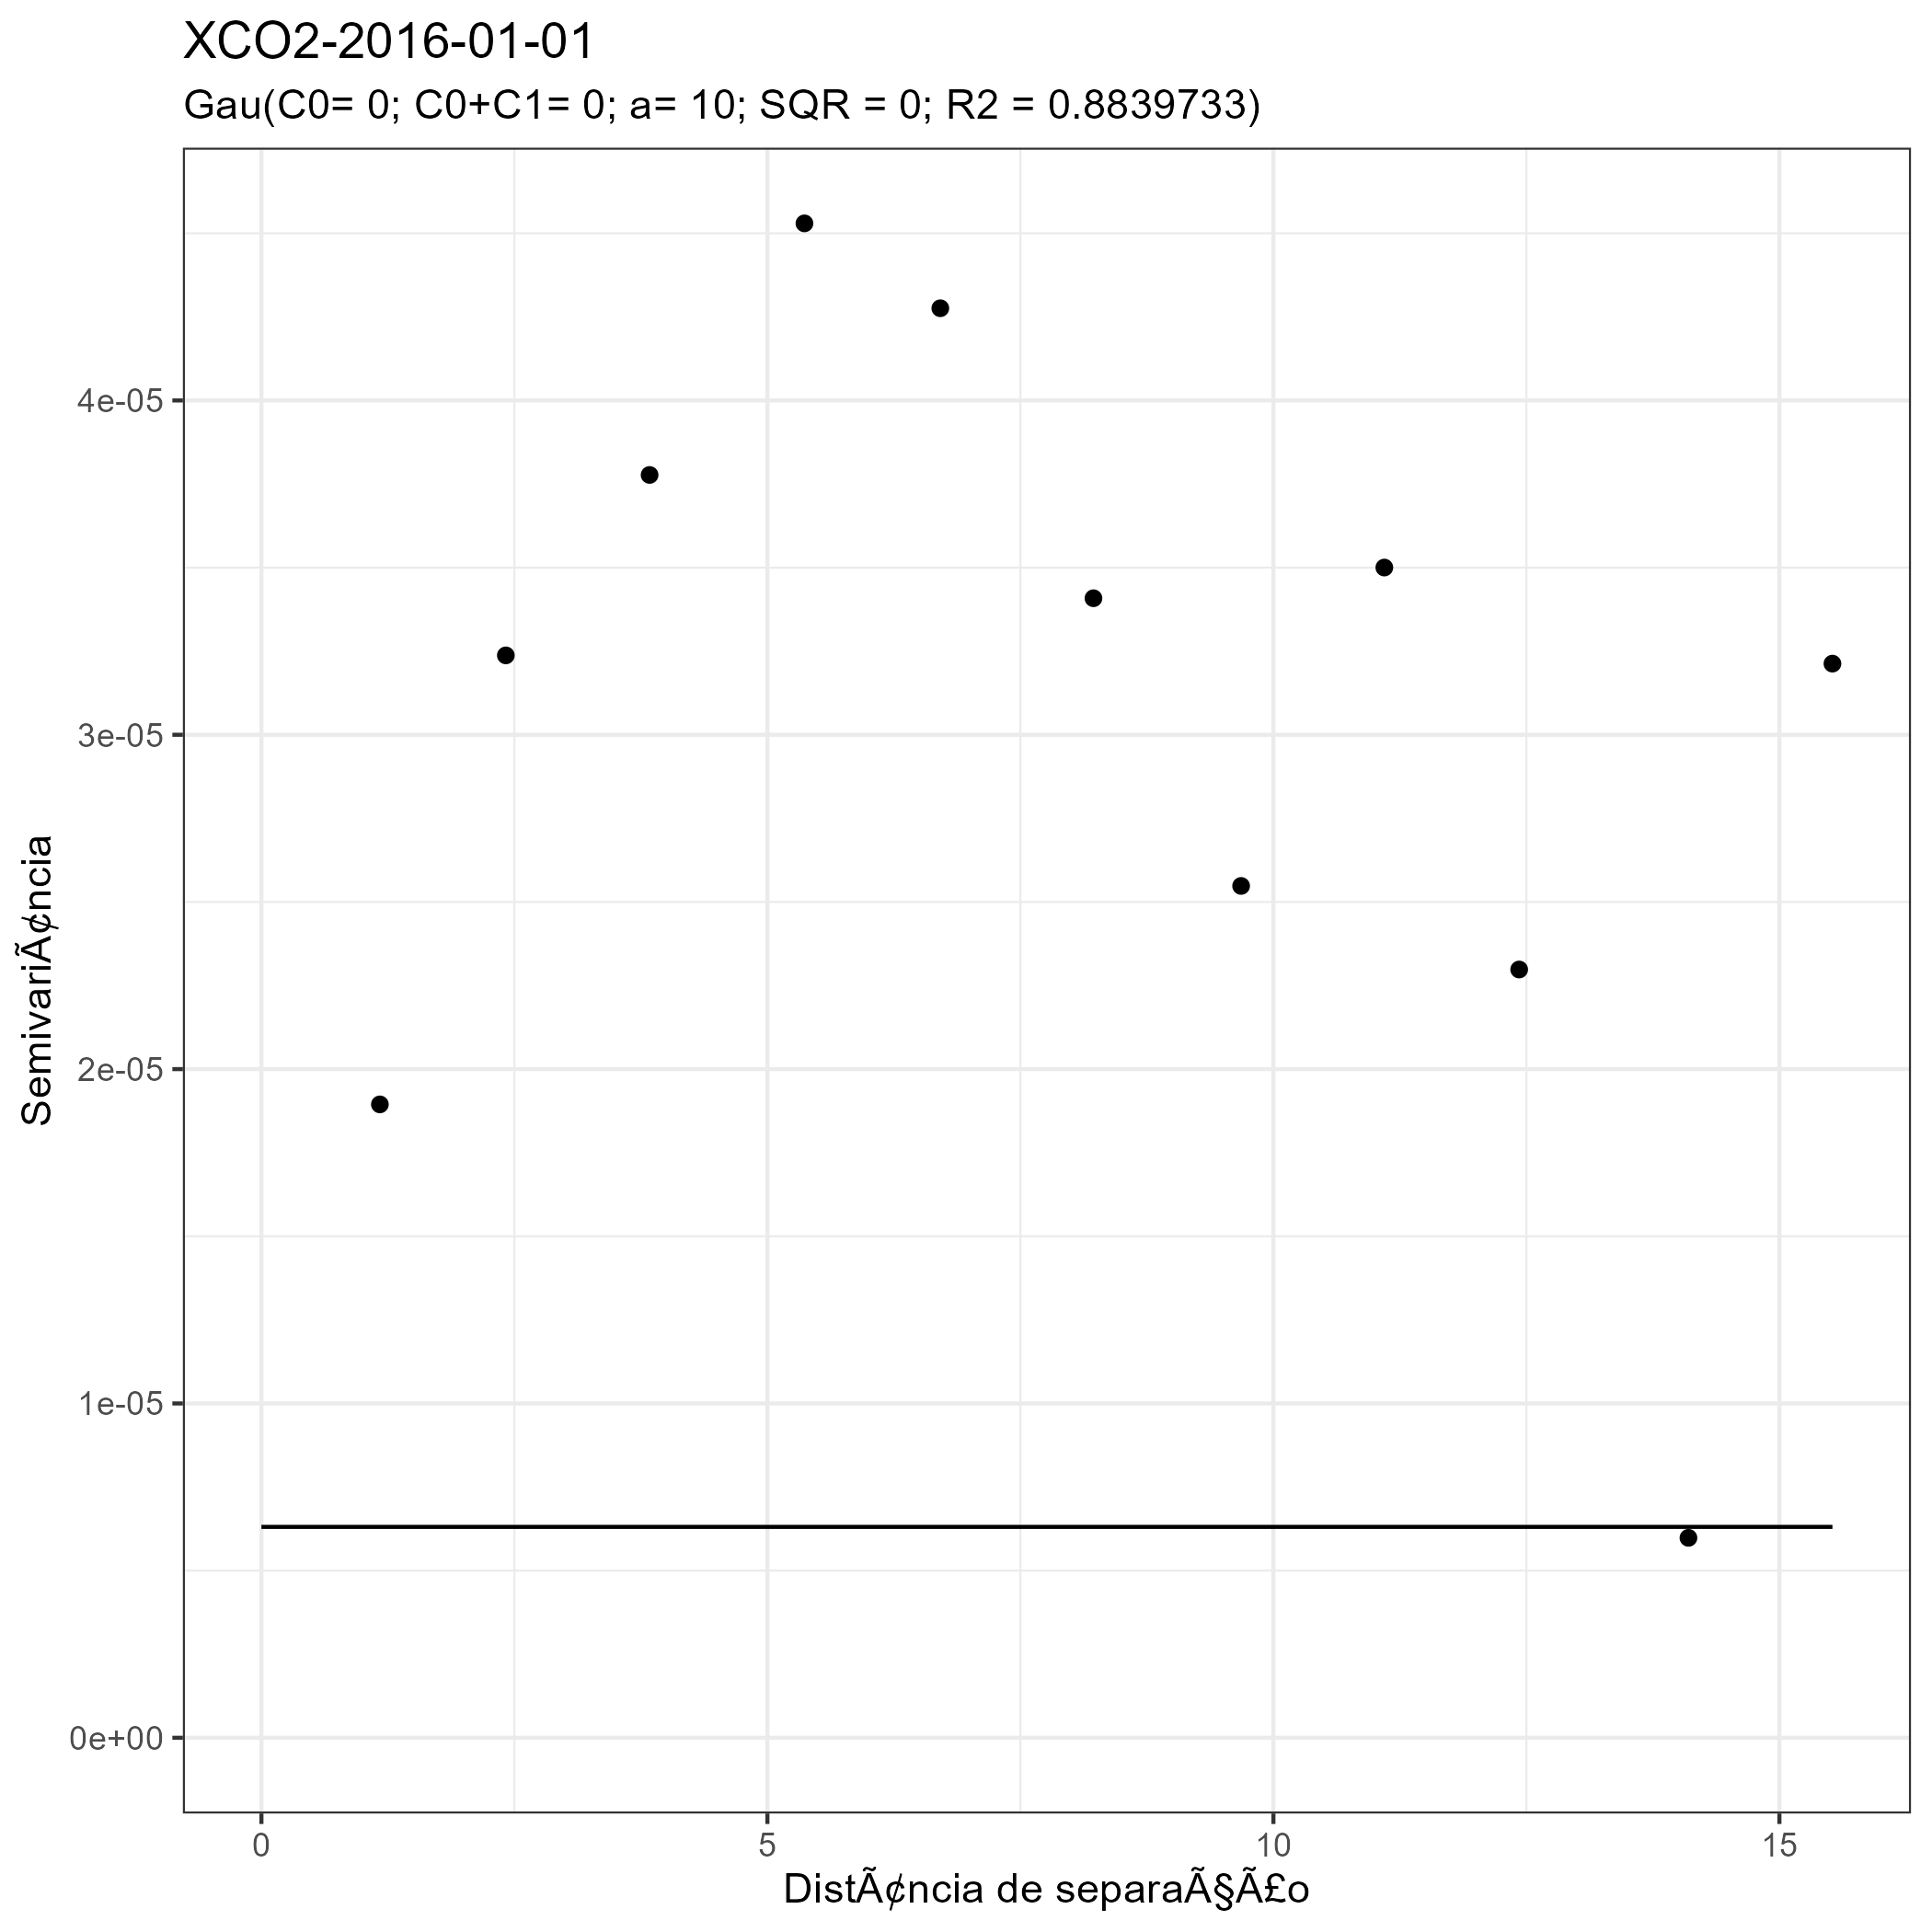 XCO2-2016-01-01
Gau(C0= 0; C0+C1= 0; a= 10; SQR = 0; R2 = 0.8839733)
SemivariÃ¢ncia
4e-05
3e-05
2e-05
1e-05
0e+00
0 5 10 15
DistÃ¢ncia de separaÃ§Ã£o